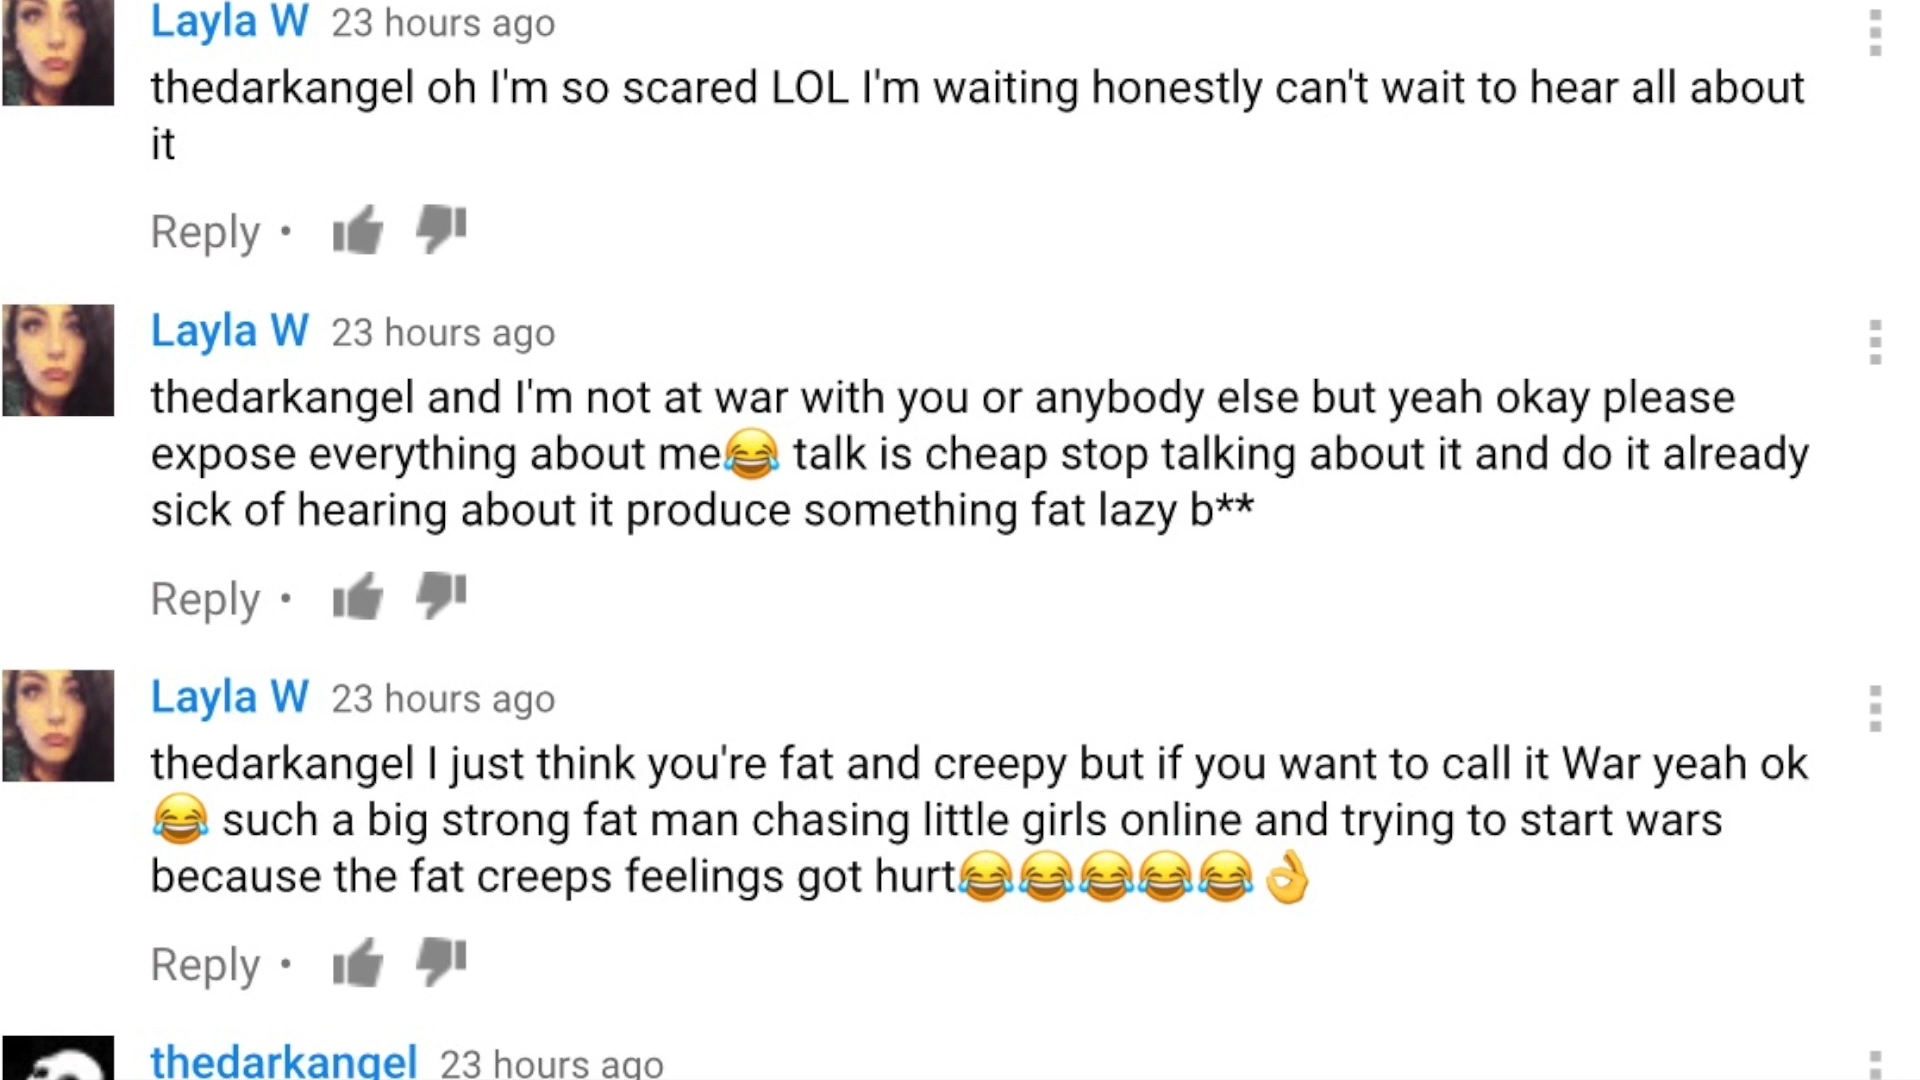 Layla W 23 hours ago
thedarkangel oh I'm so scared LOL I'm waiting honestly can't wait to hear all about
it
Reply •
Layla W 23 hours ago
thedarkangel and I'm not at war with you or anybody else but yeah okay please
expose everything about me😂 talk is cheap stop talking about it and do it already
sick of hearing about it produce something fat lazy b**
Reply •
Layla W 23 hours ago
thedarkangel I just think you're fat and creepy but if you want to call it War yeah ok
😂 such a big strong fat man chasing little girls online and trying to start wars
because the fat creeps feelings got hurt😂😂😂😂😂👌
Reply •
thedarkangel 23 hours ago